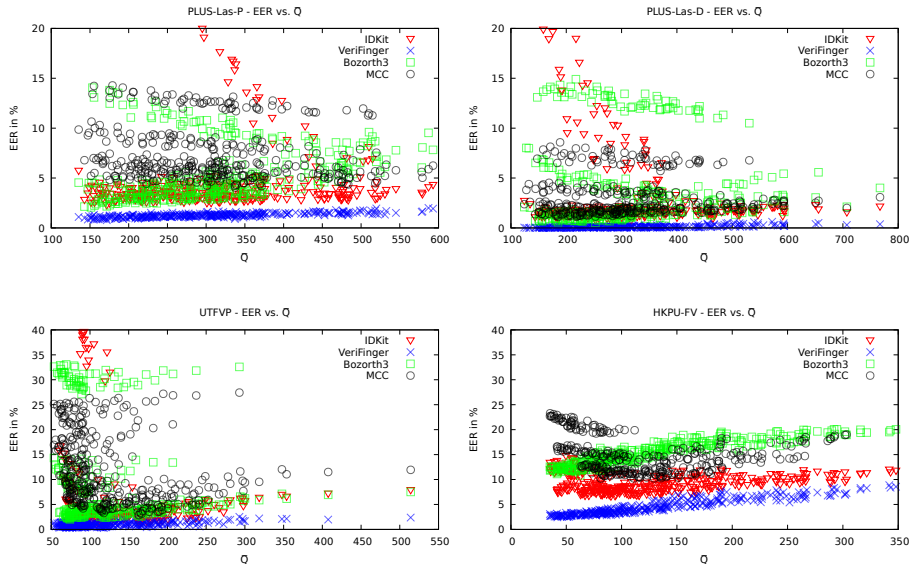 PLUS-Las-P - EER vs. Q̄
EER in %
20
15
10
5
0
100 150 200 250 300 350 400 450 500 550 600
Q̄
IDKit
VeriFinger
Bozorth3
MCC
PLUS-Las-D - EER vs. Q̄
EER in %
20
15
10
5
0
100 200 300 400 500 600 700 800
Q̄
IDKit
VeriFinger
Bozorth3
MCC
UTFVP - EER vs. Q̄
EER in %
40
35
30
25
20
15
10
5
0
50 100 150 200 250 300 350 400 450 500 550
Q̄
IDKit
VeriFinger
Bozorth3
MCC
HKPU-FV - EER vs. Q̄
EER in %
40
35
30
25
20
15
10
5
0
0 50 100 150 200 250 300 350
Q̄
IDKit
VeriFinger
Bozorth3
MCC